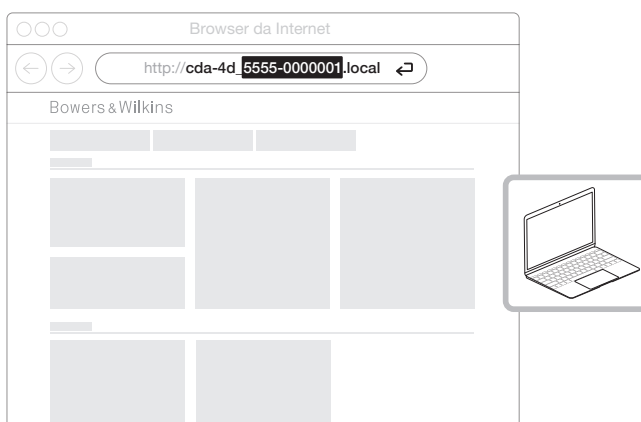 Browser da Internet
http://cda-4d_5555-0000001.local
Bowers & Wilkins